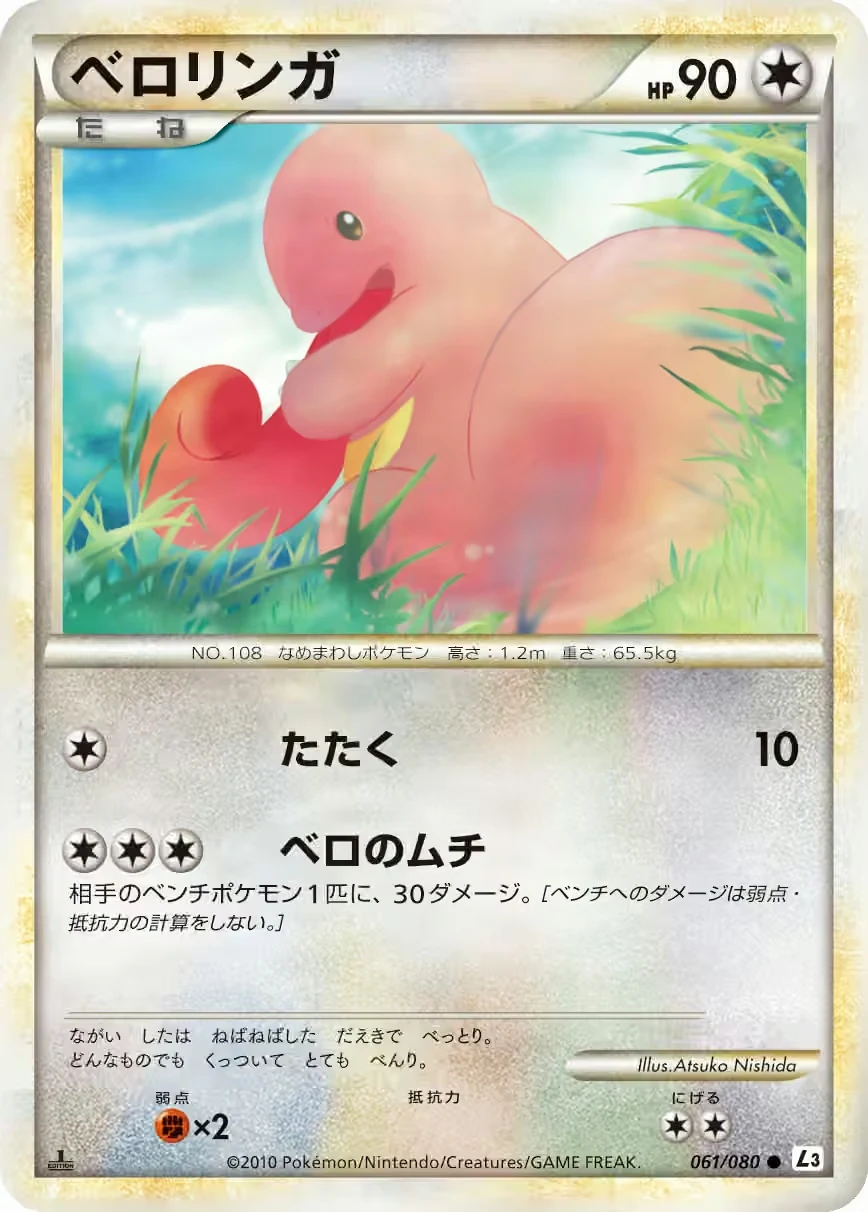 ベロリンガ HP90
たね
NO.108 なめまわしポケモン 高さ:1.2m 重さ:65.5kg
たたく 10
ベロのムチ
相手のベンチポケモン1匹に、30ダメージ。[ベンチへのダメージは弱点・
抵抗力の計算をしない。]
ながい したは ねばねばした だえきで べっとり。
どんなものでも くっついて とても べんり。
Illus.Atsuko Nishida
弱点 抵抗力 にげる
×2
1 EDITION ©2010 Pokémon/Nintendo/Creatures/GAME FREAK. 061/080 ● L3